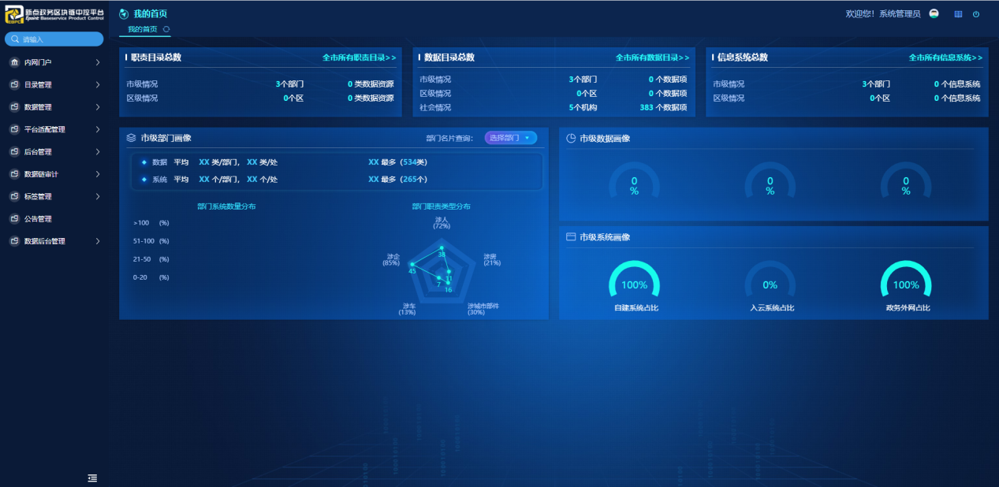 新点政务区块链中控平台
Epoint Baseservice Product Control
EBPC
请输入
内网门户
目录管理
数据管理
平台适配管理
后台管理
数据链审计
标签管理
公告管理
数据后台管理
我的首页
我的首页
欢迎您！系统管理员
职责目录总数 全市所有职责目录>>
市级情况 3个部门 0 类数据资源
区级情况 0个区 0 类数据资源
数据目录总数 全市所有数据目录>>
市级情况 3个部门 0 个数据项
区级情况 0个区 0 个数据项
社会情况 5个机构 383 个数据项
信息系统总数 全市所有信息系统>>
市级情况 3个部门 0 个信息系统
区级情况 0个区 0 个信息系统
市级部门画像 部门名片查询: 选择部门
数据 平均 XX 类/部门, XX 类/处 XX 最多 (534类)
系统 平均 XX 个/部门, XX 个/处 XX 最多 (265个)
部门系统数量分布
>100 (%)
51-100 (%)
21-50 (%)
0-20 (%)
部门职责类型分布
涉人
(72%)
涉房
(21%)
涉城市部件
(30%)
涉车
(13%)
涉企
(85%)
38
11
16
7
45
市级数据画像
0
%
0
%
0
%
市级系统画像
100%
自建系统占比
0%
入云系统占比
100%
政务外网占比